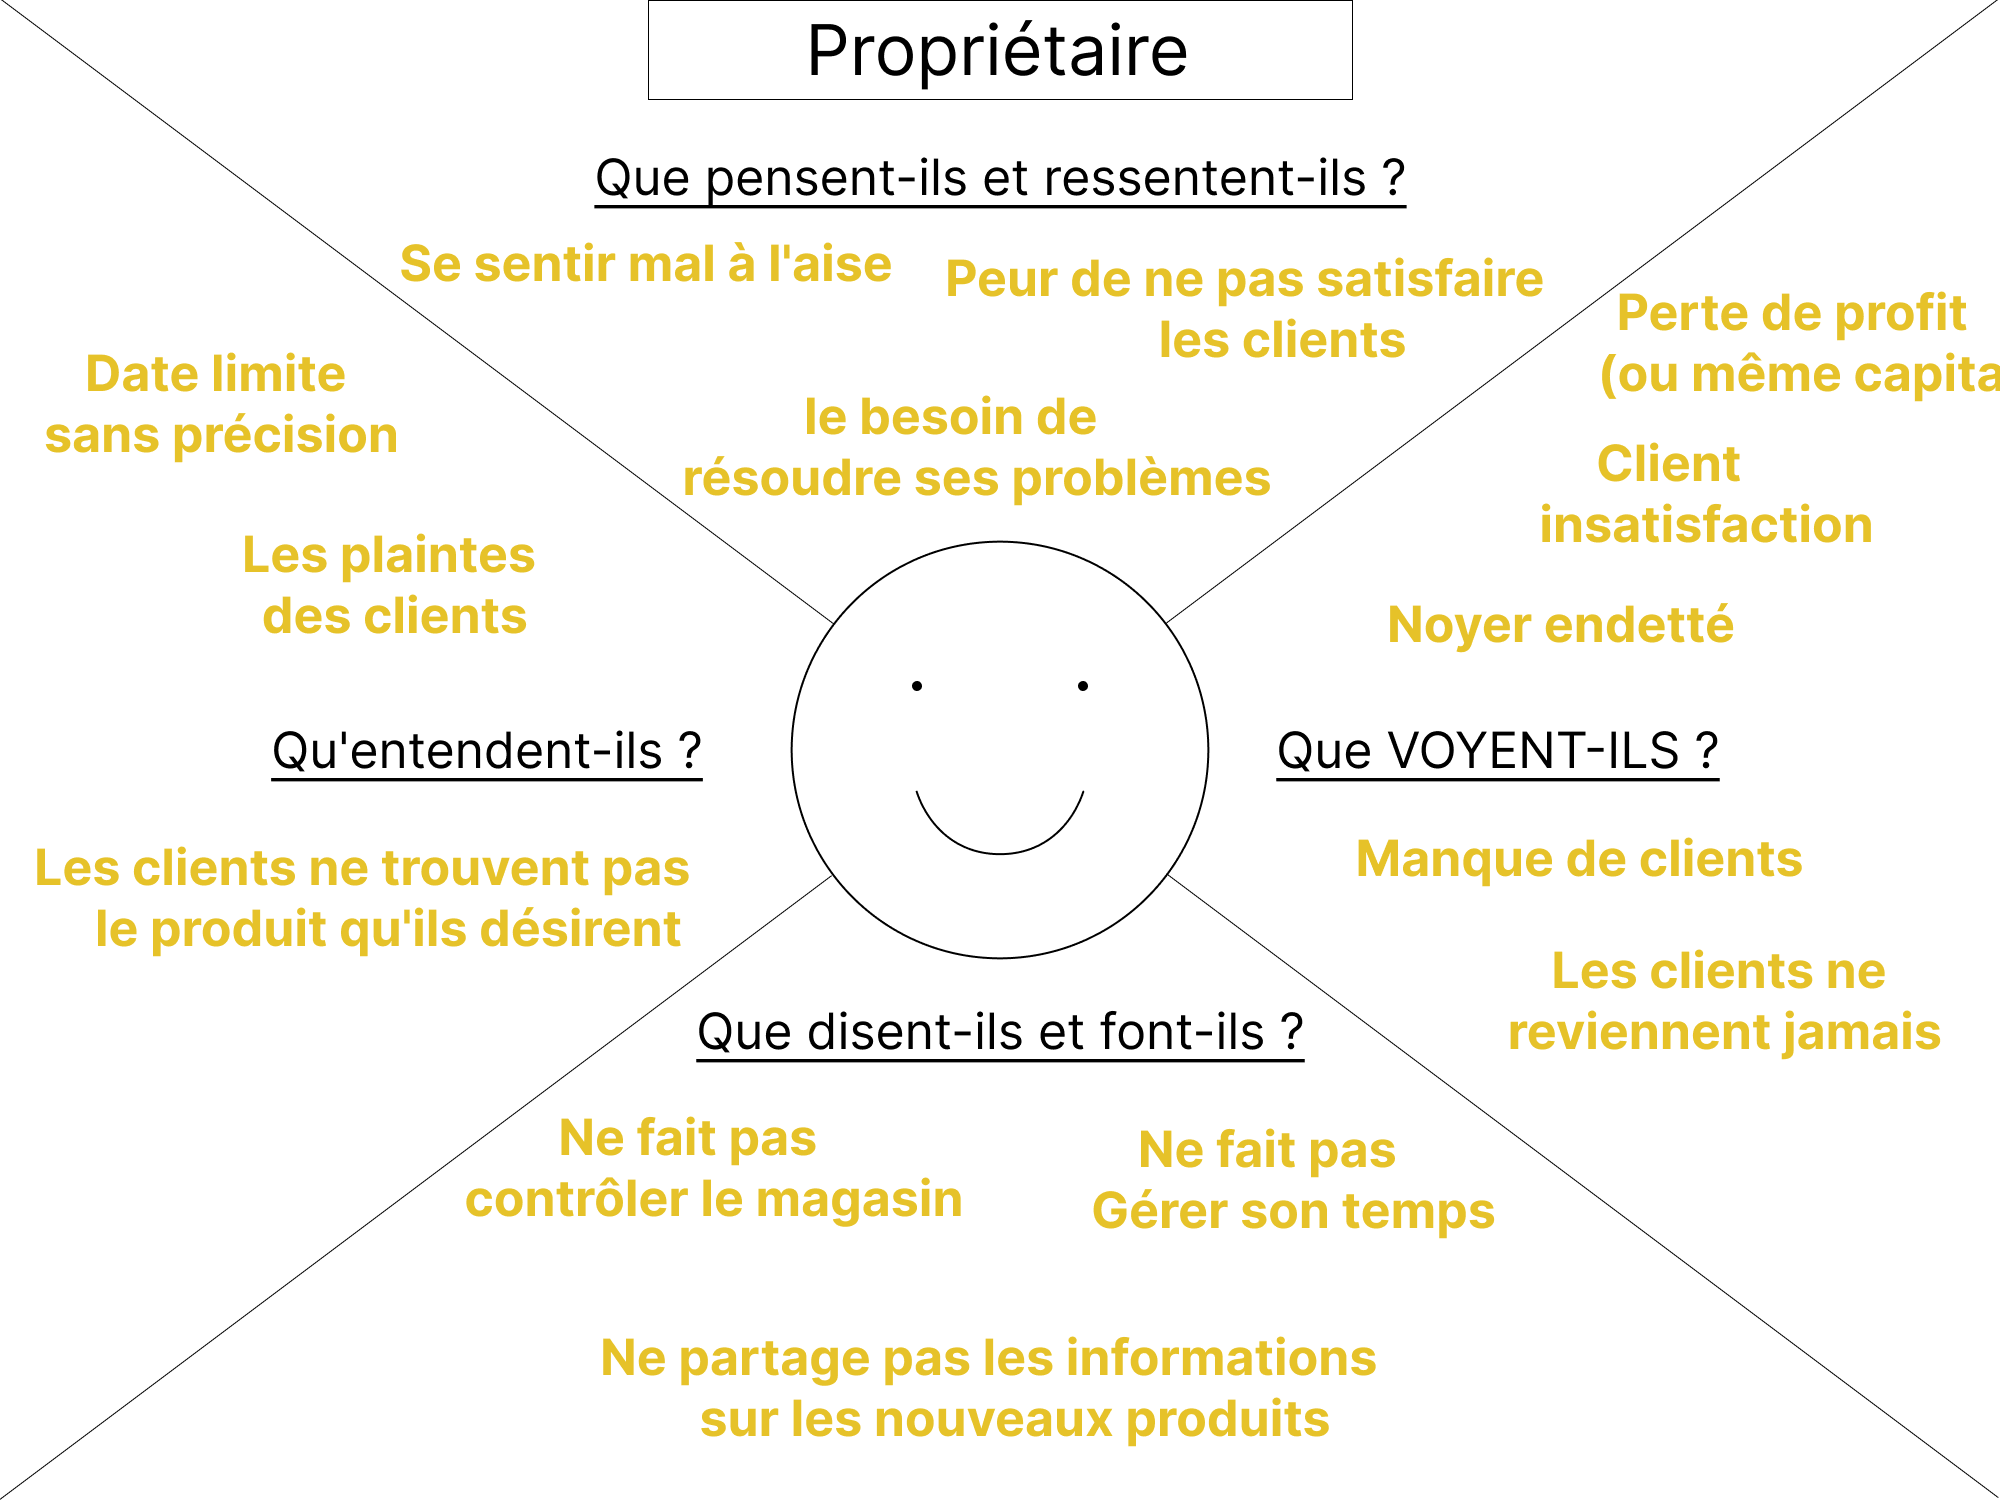 Propriétaire
Que pensent-ils et ressentent-ils ?
Se sentir mal à l'aise
Peur de ne pas satisfaire
les clients
le besoin de
résoudre ses problèmes
Date limite
sans précision
Les plaintes
des clients
Qu'entendent-ils ?
Les clients ne trouvent pas
le produit qu'ils désirent
Perte de profit
(ou même capita
Client
insatisfaction
Noyer endetté
Que VOYENT-ILS ?
Manque de clients
Les clients ne
reviennent jamais
Que disent-ils et font-ils ?
Ne fait pas
contrôler le magasin
Ne fait pas
Gérer son temps
Ne partage pas les informations
sur les nouveaux produits